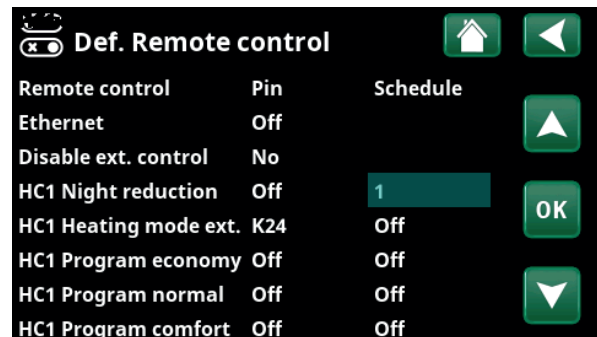 Def. Remote control
Remote control Pin Schedule
Ethernet Off
Disable ext. control No
HC1 Night reduction Off 1
OK
HC1 Heating mode ext. K24 Off
HC1 Program economy Off Off
HC1 Program normal Off Off
HC1 Program comfort Off Off